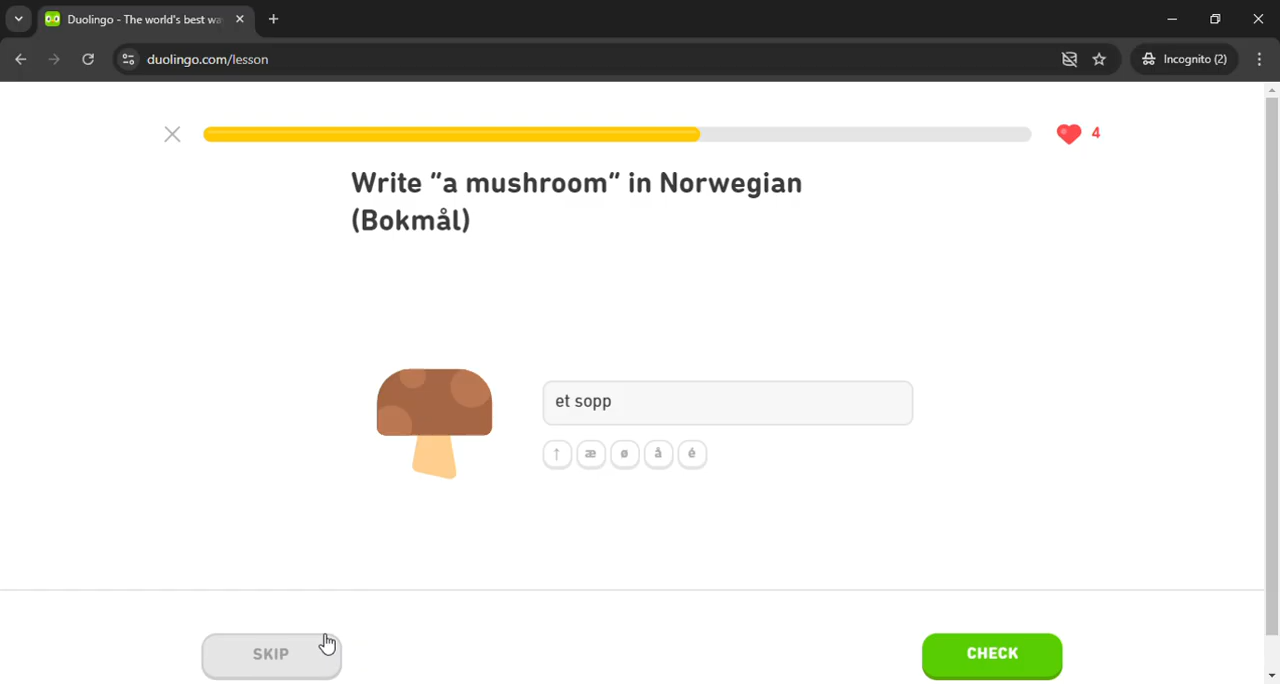 Duolingo - The world's best wa
duolingo.com/lesson
Incognito (2)
4
Write “a mushroom” in Norwegian
(Bokmål)
et sopp
↑ æ ø å é
SKIP
CHECK